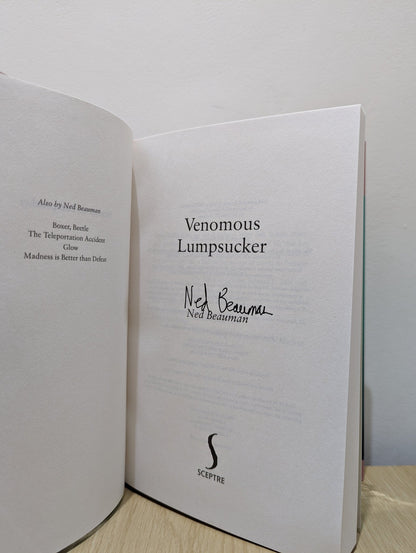 Also by Ned Beauman
Boxer, Beetle
The Teleportation Accident
Glow
Madness is Better than Defeat
Venomous
Lumpsucker
Ned Beauman
Ned Beauman
SCEPTRE